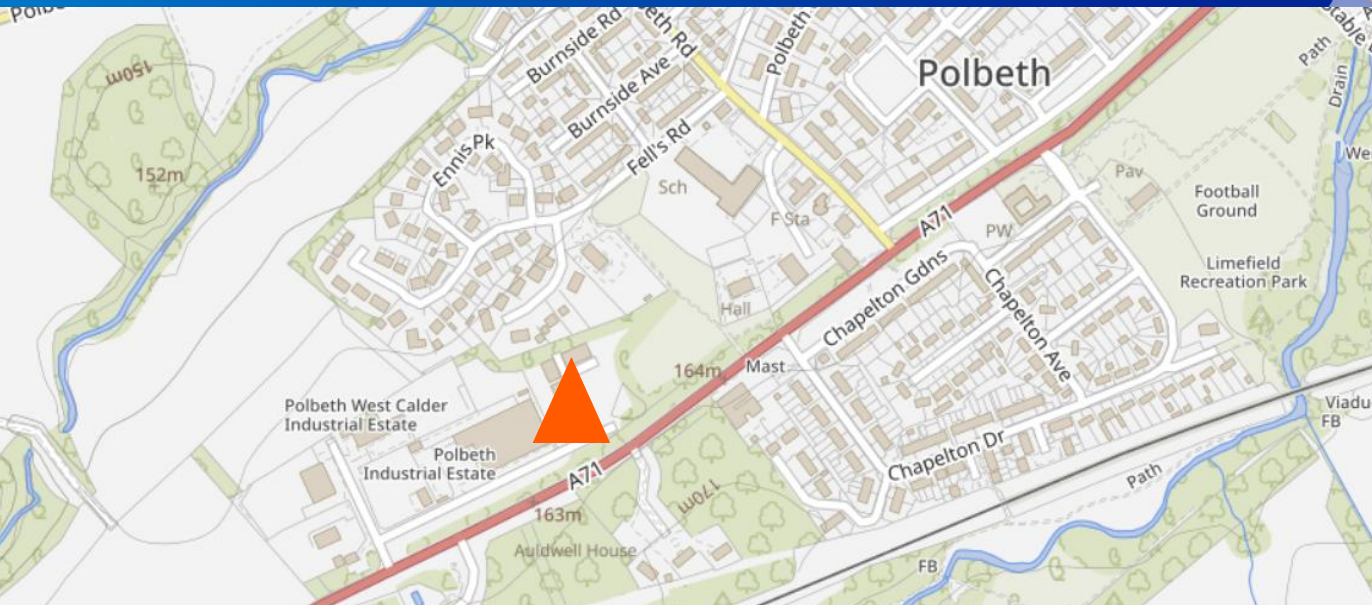 Burnside Rd
Polbeth
150m
Burnside Ave
Path
Drain
Ennis Pk
Fell's Rd
152m
Sch
Pav
Football
Ground
F Sta
A71
PW
Limefield
Recreation Park
Chapelton Gdns
Chapelton Ave
Hall
164m
Mast
Polbeth West Calder
Industrial Estate
Polbeth
Industrial Estate
FB
Chapelton Dr
A71
170m
Path
163m
Auldwell House
FB